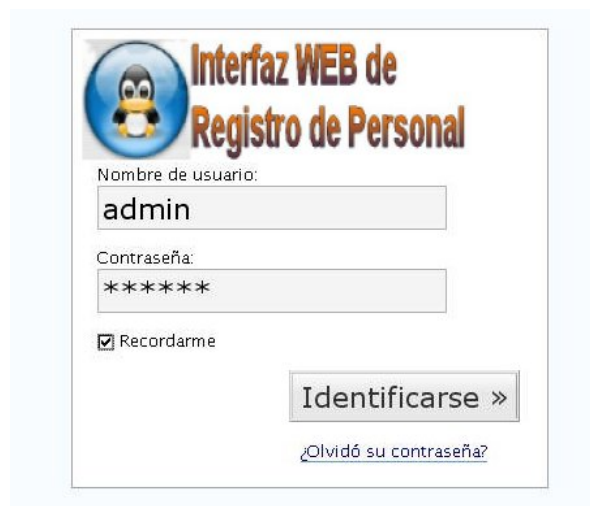 Interfaz WEB de
Registro de Personal
Nombre de usuario:
admin
Contraseña:
******
Recordarme
Identificarse »
¿Olvidó su contraseña?